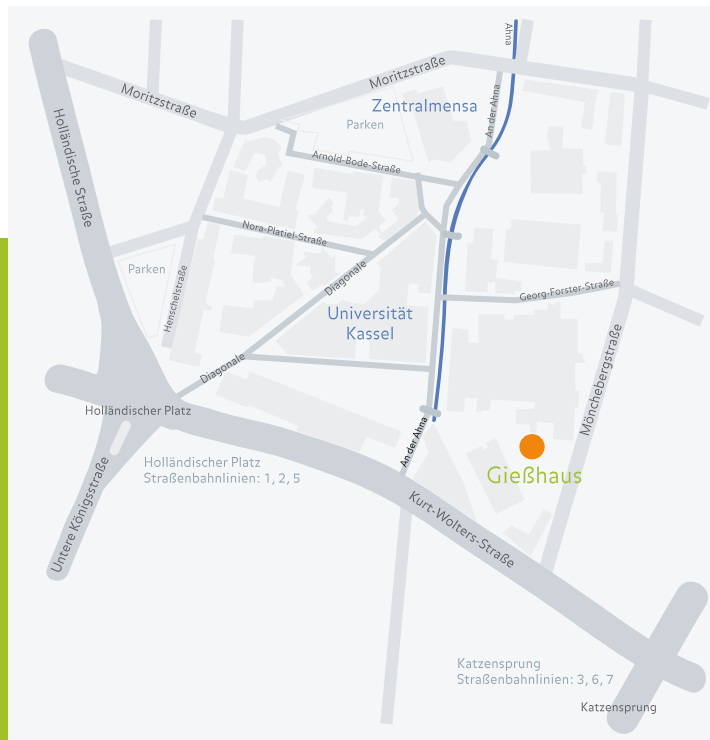 Ahna
Moritzstraße
Moritzstraße
Zentralmensa
An der Ahna
Parken
Holländische Straße
Arnold-Bode-Straße
Nora-Platiel-Straße
Parken
Diagonale
Henschelstraße
Georg-Forster-Straße
Universität
Kassel
Mönchebergstraße
Diagonale
Holländischer Platz
An der Ahna
Holländischer Platz
Straßenbahnlinien: 1, 2, 5
Gießhaus
Untere Königsstraße
Kurt-Wolters-Straße
Katzensprung
Straßenbahnlinien: 3, 6, 7
Katzensprung